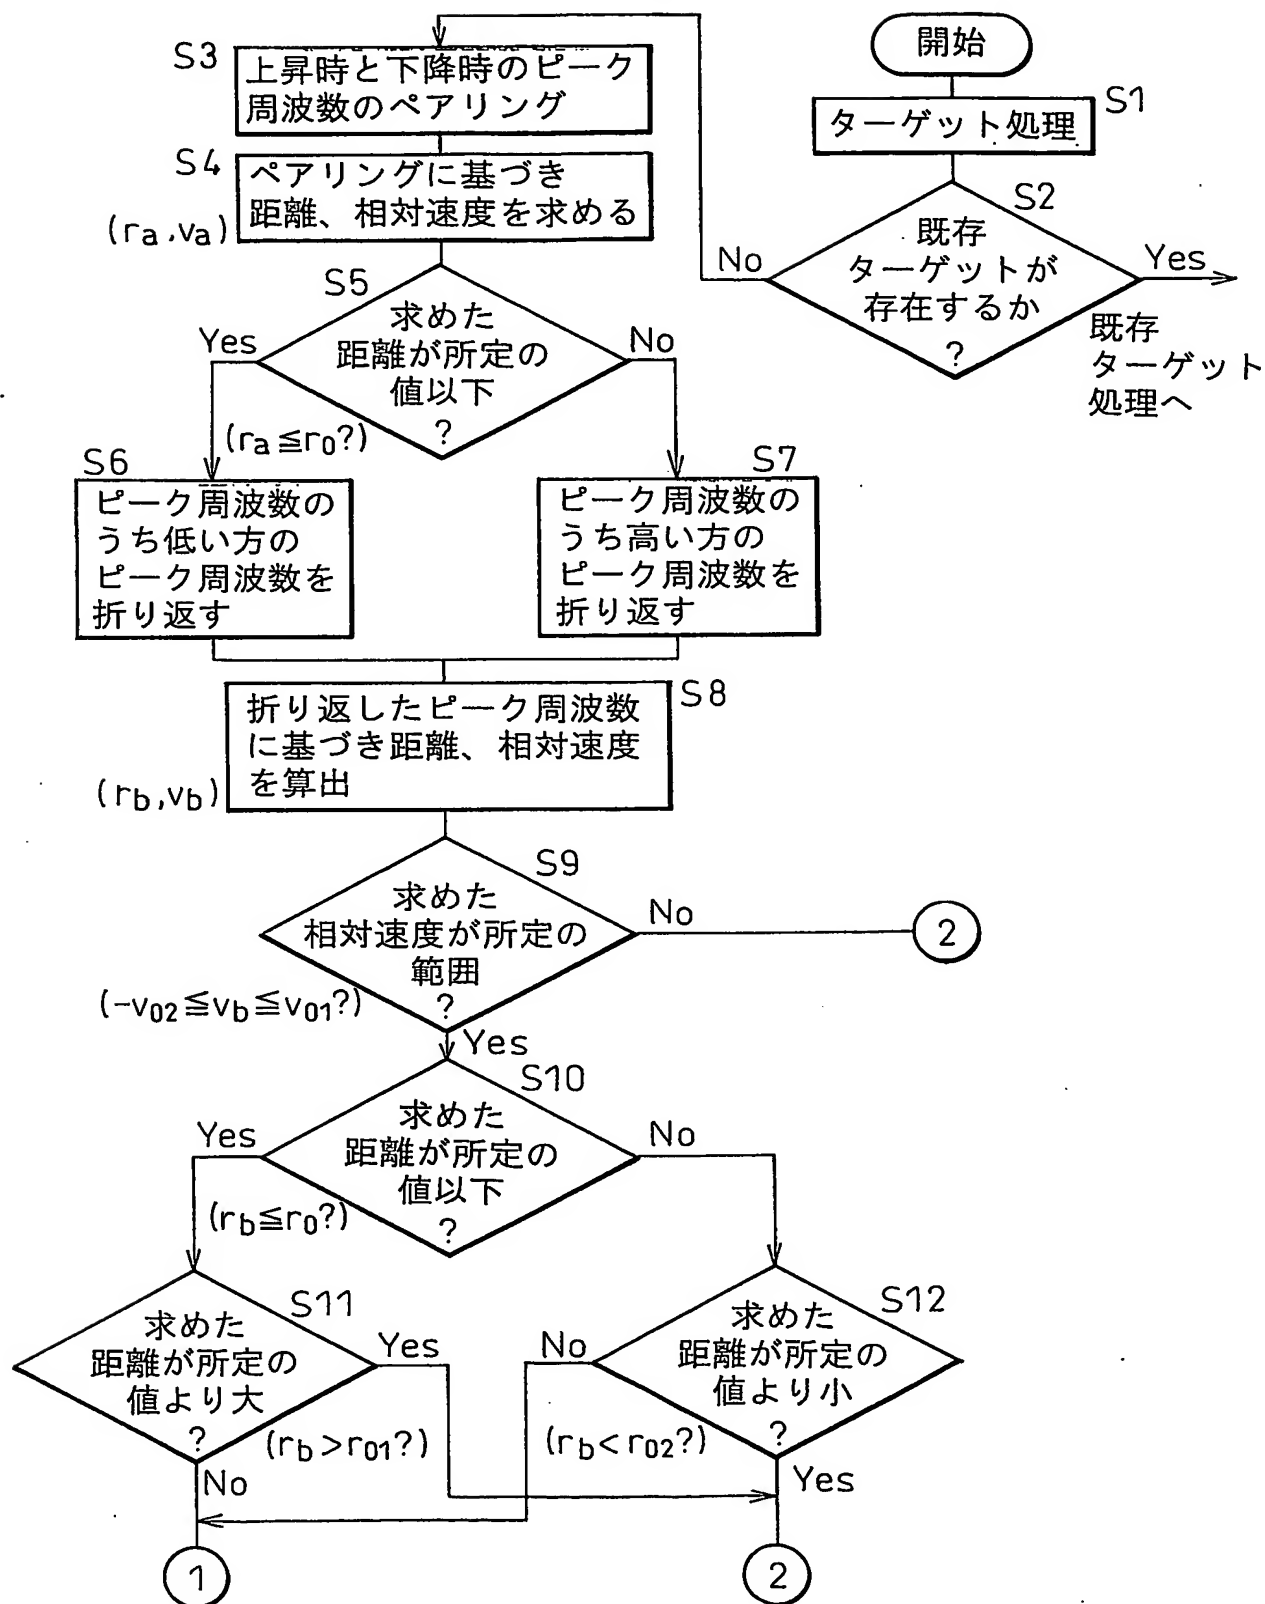 開始
S1
ターゲット処理
S2
既存
ターゲットが
存在するか
?
No
Yes
既存
ターゲット
処理へ
S3
上昇時と下降時のピーク
周波数のペアリング
S4
ペアリングに基づき
距離、相対速度を求める
(ra,va)
S5
求めた
距離が所定の
値以下
?
Yes
No
(ra≦r0?)
S6
ピーク周波数の
うち低い方の
ピーク周波数を
折り返す
S7
ピーク周波数の
うち高い方の
ピーク周波数を
折り返す
S8
折り返したピーク周波数
に基づき距離、相対速度
を算出
(rb,vb)
S9
求めた
相対速度が所定の
範囲
?
No
2
(-v02≦vb≦v01?)
Yes
S10
求めた
距離が所定の
値以下
?
Yes
No
(rb≦r0?)
S11
求めた
距離が所定の
値より大
?
Yes
(rb>r01?)
No
1
S12
求めた
距離が所定の
値より小
?
No
(rb<r02?)
Yes
2